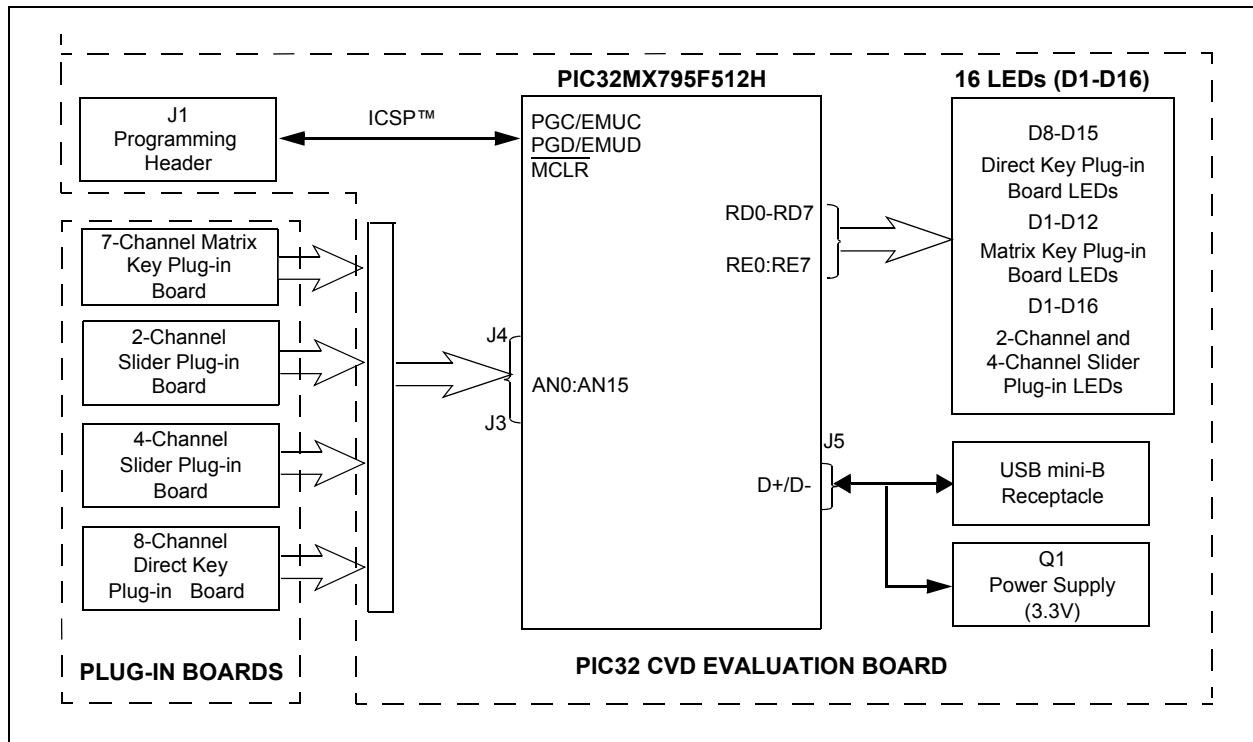 PIC32MX795F512H
16 LEDs (D1-D16)
J1
Programming
Header
ICSP™
PGC/EMUC
PGD/EMUD
MCLR
D8-D15
Direct Key Plug-in
Board LEDs
D1-D12
Matrix Key Plug-in
Board LEDs
D1-D16
2-Channel and
4-Channel Slider
Plug-in LEDs
RD0-RD7
RE0:RE7
7-Channel Matrix
Key Plug-in
Board
2-Channel
Slider Plug-in
Board
4-Channel
Slider Plug-in
Board
8-Channel
Direct Key
Plug-in Board
J4
AN0:AN15
J3
J5
D+/D-
USB mini-B
Receptacle
Q1
Power Supply
(3.3V)
PLUG-IN BOARDS
PIC32 CVD EVALUATION BOARD